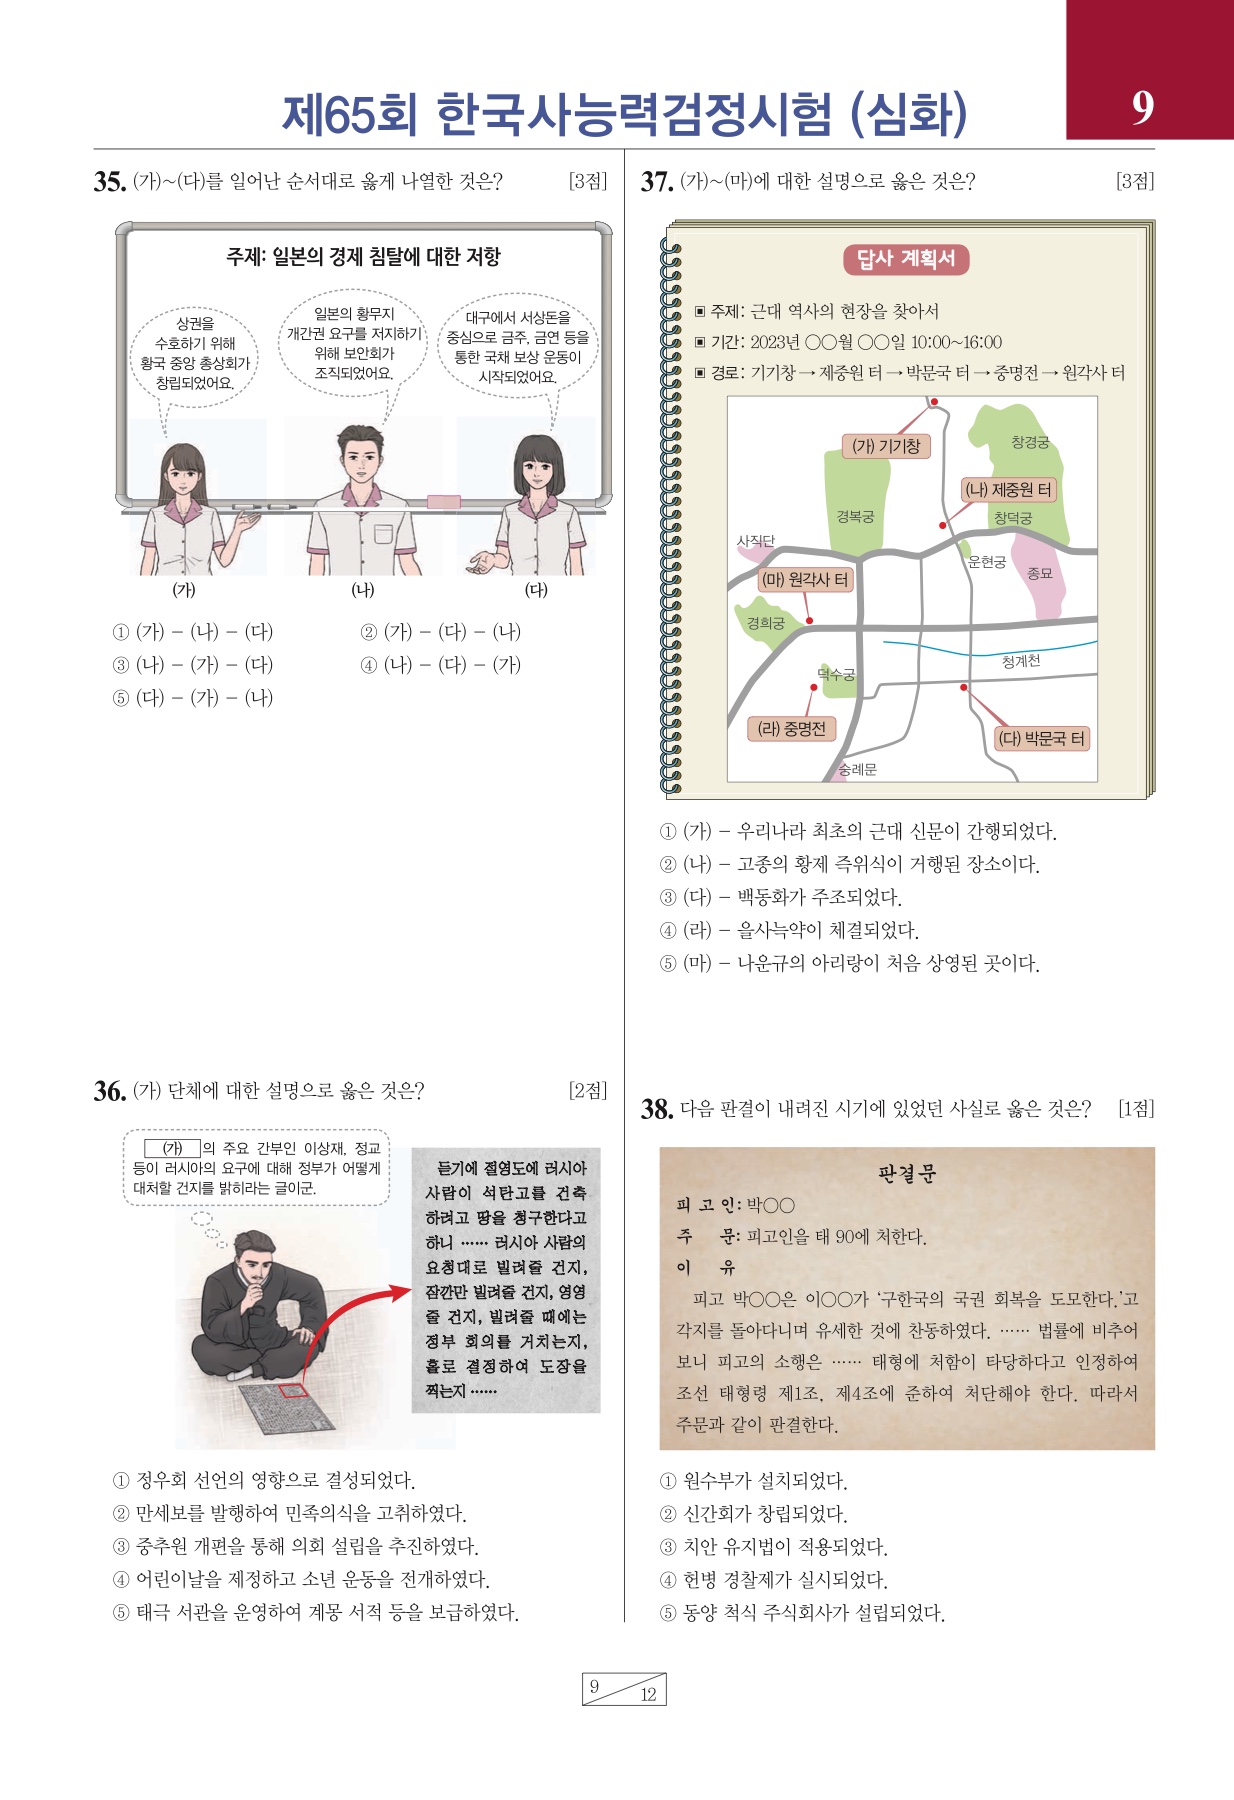 제65회 한국사능력검정시험 (심화)
9
35. (가)~(다)를 일어난 순서대로 옳게 나열한 것은? [3점]
주제: 일본의 경제 침탈에 대한 저항
상권을
수호하기 위해
황국 중앙 총상회가
창립되었어요.
일본의 황무지
개간권 요구를 저지하기
위해 보안회가
조직되었어요.
대구에서 서상돈을
중심으로 금주, 금연 등을
통한 국채 보상 운동이
시작되었어요.
(가)
(나)
(다)
① (가) – (나) – (다)
② (가) – (다) – (나)
③ (나) – (가) – (다)
④ (나) – (다) – (가)
⑤ (다) – (가) – (나)
36. (가) 단체에 대한 설명으로 옳은 것은? [2점]
(가) 의 주요 간부인 이상재, 정교
등이 러시아의 요구에 대해 정부가 어떻게
대처할 건지를 밝히라는 글이군.
듣기에 절영도에 러시아
사람이 석탄고를 건축
하려고 땅을 청구한다고
하니 …… 러시아 사람의
요청대로 빌려줄 건지,
잠깐만 빌려줄 건지, 영영
줄 건지, 빌려줄 때에는
정부 회의를 거치는지,
홀로 결정하여 도장을
찍는지 ……
① 정우회 선언의 영향으로 결성되었다.
② 만세보를 발행하여 민족의식을 고취하였다.
③ 중추원 개편을 통해 의회 설립을 추진하였다.
④ 어린이날을 제정하고 소년 운동을 전개하였다.
⑤ 태극 서관을 운영하여 계몽 서적 등을 보급하였다.
37. (가)~(마)에 대한 설명으로 옳은 것은? [3점]
답사 계획서
▣ 주제: 근대 역사의 현장을 찾아서
▣ 기간: 2023년 ○○월 ○○일 10:00~16:00
▣ 경로: 기기창 → 제중원 터 → 박문국 터 → 중명전 → 원각사 터
(가) 기기창
창경궁
(나) 제중원 터
경복궁
창덕궁
사직단
운현궁
종묘
(마) 원각사 터
경희궁
청계천
덕수궁
(라) 중명전
(다) 박문국 터
숭례문
① (가) – 우리나라 최초의 근대 신문이 간행되었다.
② (나) – 고종의 황제 즉위식이 거행된 장소이다.
③ (다) – 백동화가 주조되었다.
④ (라) – 을사늑약이 체결되었다.
⑤ (마) – 나운규의 아리랑이 처음 상영된 곳이다.
38. 다음 판결이 내려진 시기에 있었던 사실로 옳은 것은? [1점]
판결문
피 고 인: 박○○
주 문: 피고인을 태 90에 처한다.
이 유
피고 박○○은 이○○가 ‘구한국의 국권 회복을 도모한다.’고
각지를 돌아다니며 유세한 것에 찬동하였다. …… 법률에 비추어
보니 피고의 소행은 …… 태형에 처함이 타당하다고 인정하여
조선 태형령 제1조, 제4조에 준하여 처단해야 한다. 따라서
주문과 같이 판결한다.
① 원수부가 설치되었다.
② 신간회가 창립되었다.
③ 치안 유지법이 적용되었다.
④ 헌병 경찰제가 실시되었다.
⑤ 동양 척식 주식회사가 설립되었다.
9
12